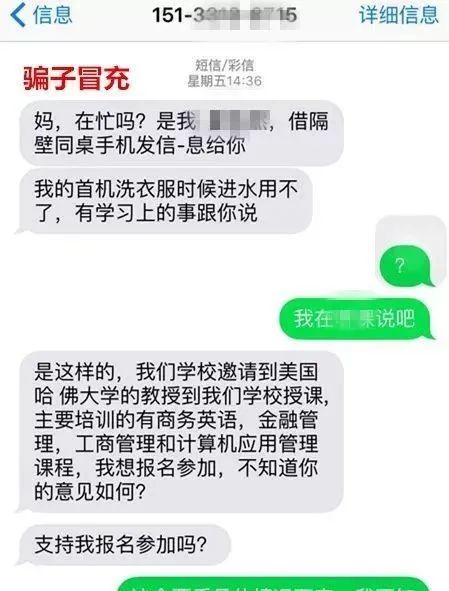 信息
151-3
8715
详细信息
骗子冒充
短信/彩信
星期五14:36
妈，在忙吗？是我
，借隔
壁同桌手机发信-息给你
我的首机洗衣服时候进水用不
了，有学习上的事跟你说
？
我在
课说吧
是这样的，我们学校邀请到美国
哈 佛大学的教授到我们学校授课,
主要培训的有商务英语，金融管
理，工商管理和计算机应用管理
课程，我想报名参加，不知道你
的意见如何?
支持我报名参加吗?